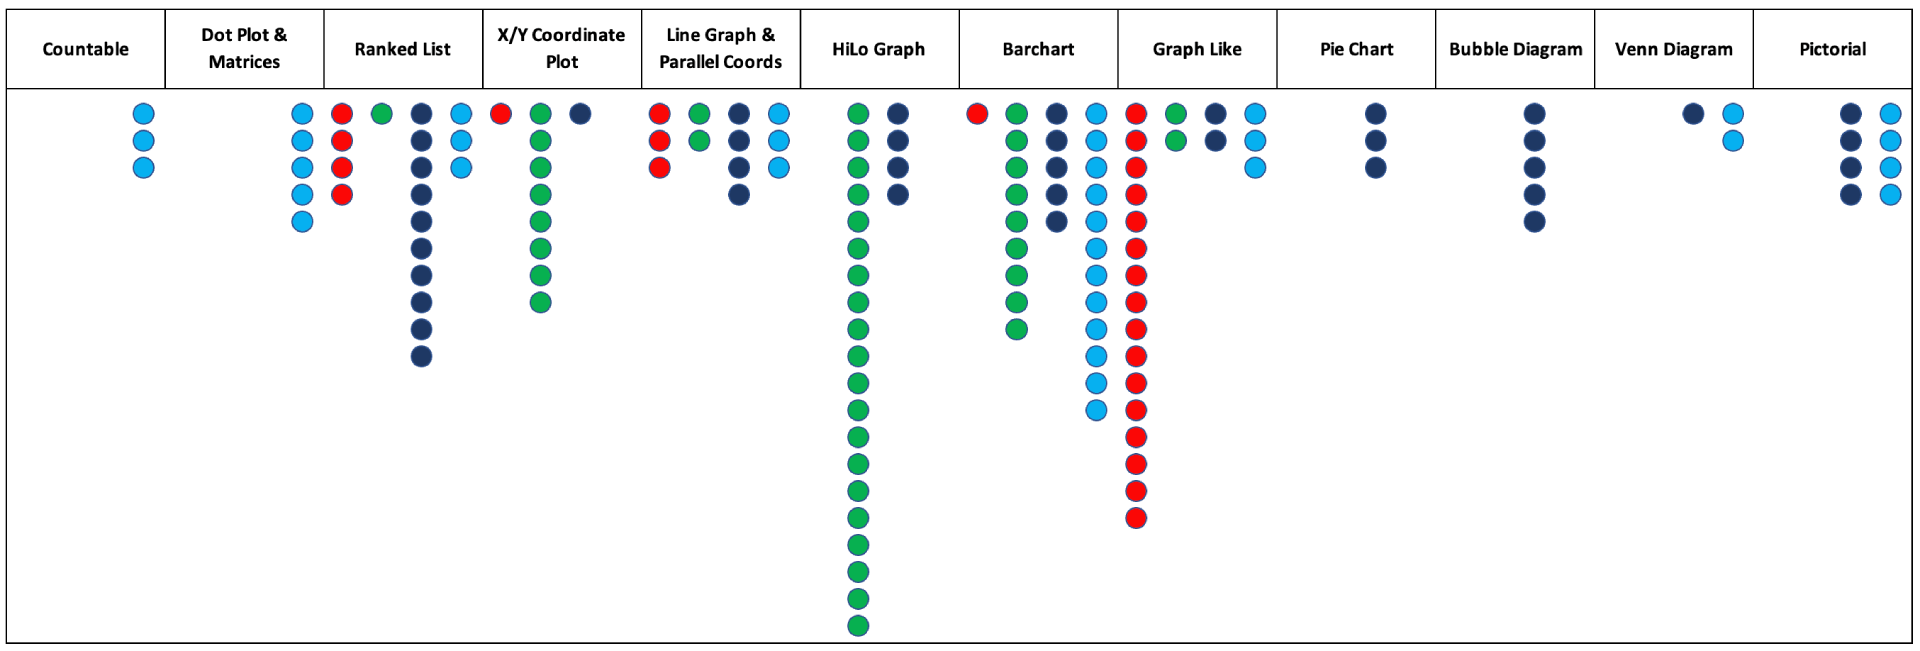 Countable
Dot Plot &
Matrices
Ranked List
X/Y Coordinate
Plot
Line Graph &
Parallel Coords
HiLo Graph
Barchart
Graph Like
Pie Chart
Bubble Diagram
Venn Diagram
Pictorial